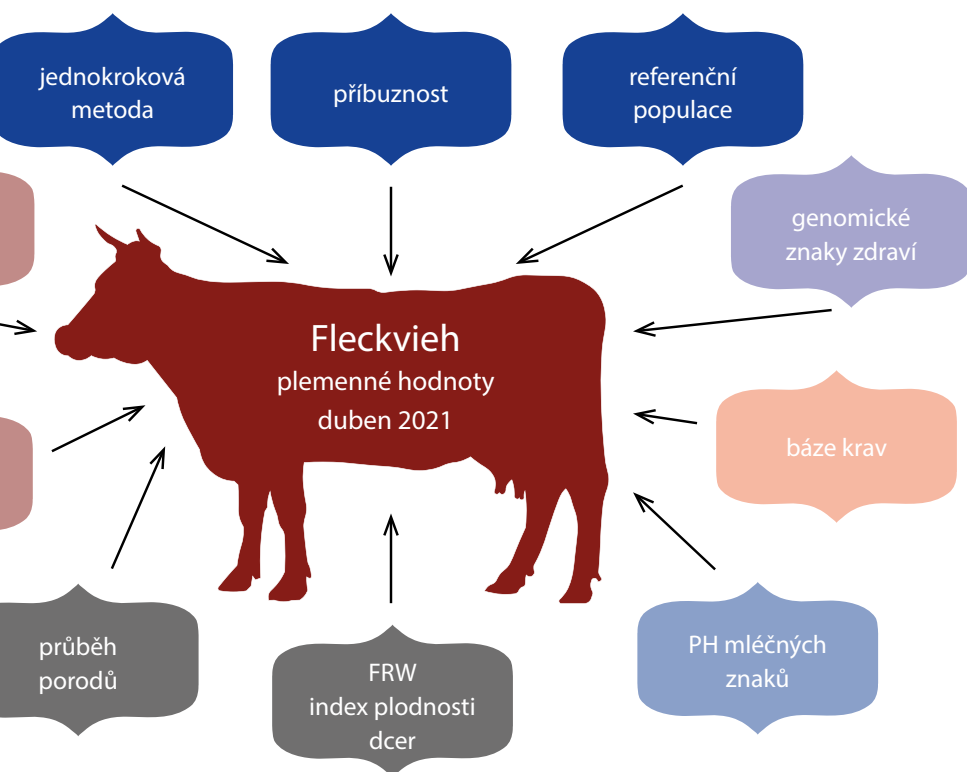 jednokroková
metoda
příbuznost
referenční
populace
genomické
znaky zdraví
Fleckvieh
plemenné hodnoty
duben 2021
báze krav
průběh
porodů
FRW
index plodnosti
dcer
PH mléčných
znaků